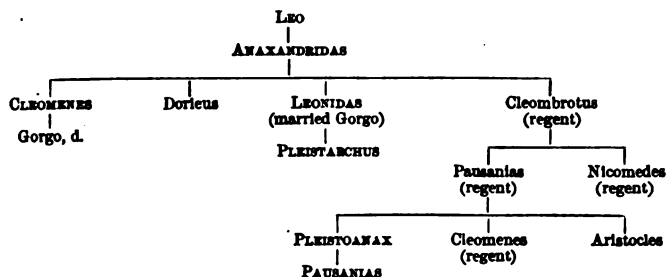 LEO
ANAXANDRIDAS
CLEOMENES Dorieus LEONIDAS Cleombrotus
(married Gorgo) (regent)
Gorgo, d.
PLEISTARCHUS
Pausanias Nicomedes
(regent) (regent)
PLEISTOANAX Cleomenes Aristocles
(regent)
PAUSANIAS